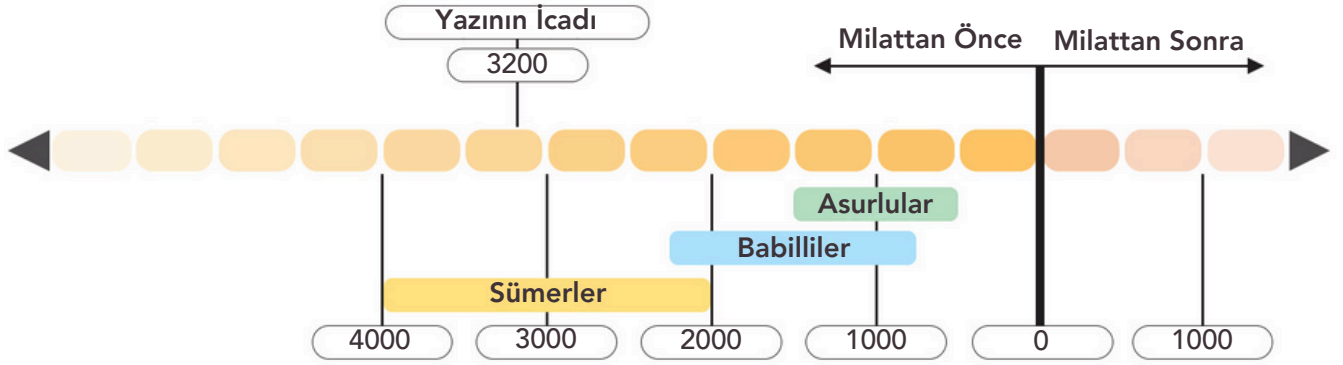 Yazının İcadı
3200
Milattan Önce
Milattan Sonra
Asurlular
Babilliler
Sümerler
4000
3000
2000
1000
0
1000